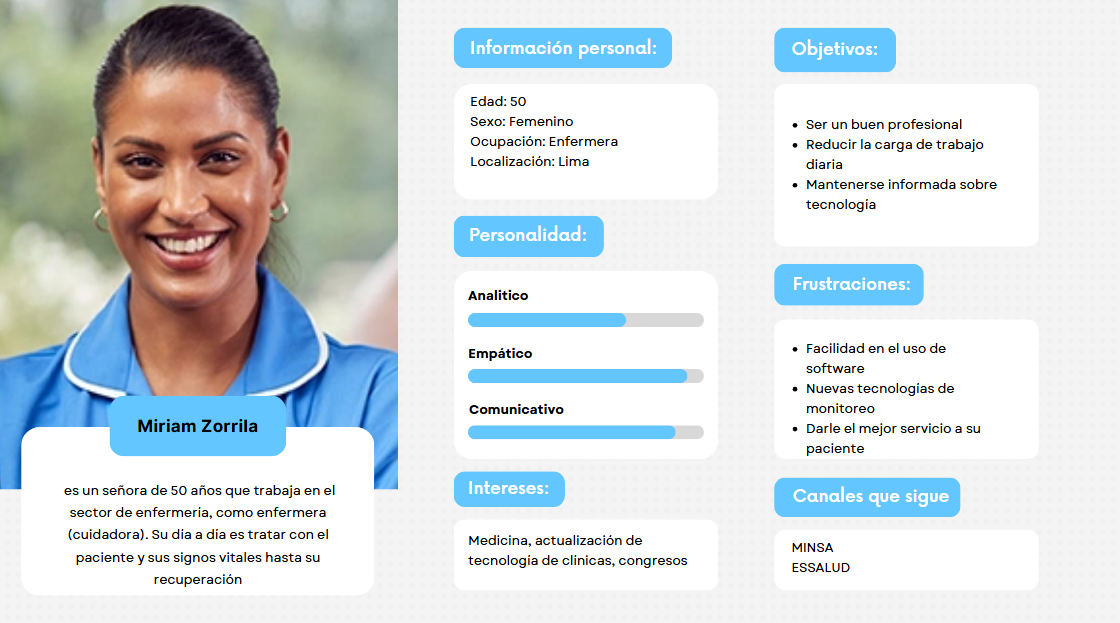 Miriam Zorrila
es un señora de 50 años que trabaja en el
sector de enfermeria, como enfermera
(cuidadora). Su dia a dia es tratar con el
paciente y sus signos vitales hasta su
recuperación
Información personal:
Edad: 50
Sexo: Femenino
Ocupación: Enfermera
Localización: Lima
Personalidad:
Analitico
Empático
Comunicativo
Intereses:
Medicina, actualización de
tecnología de clínicas, congresos
Objetivos:
• Ser un buen profesional
• Reducir la carga de trabajo
diaria
• Mantenerse informada sobre
tecnología
Frustraciones:
• Facilidad en el uso de
software
• Nuevas tecnologías de
monitoreo
• Darle el mejor servicio a su
paciente
Canales que sigue
MINSA
ESSALUD